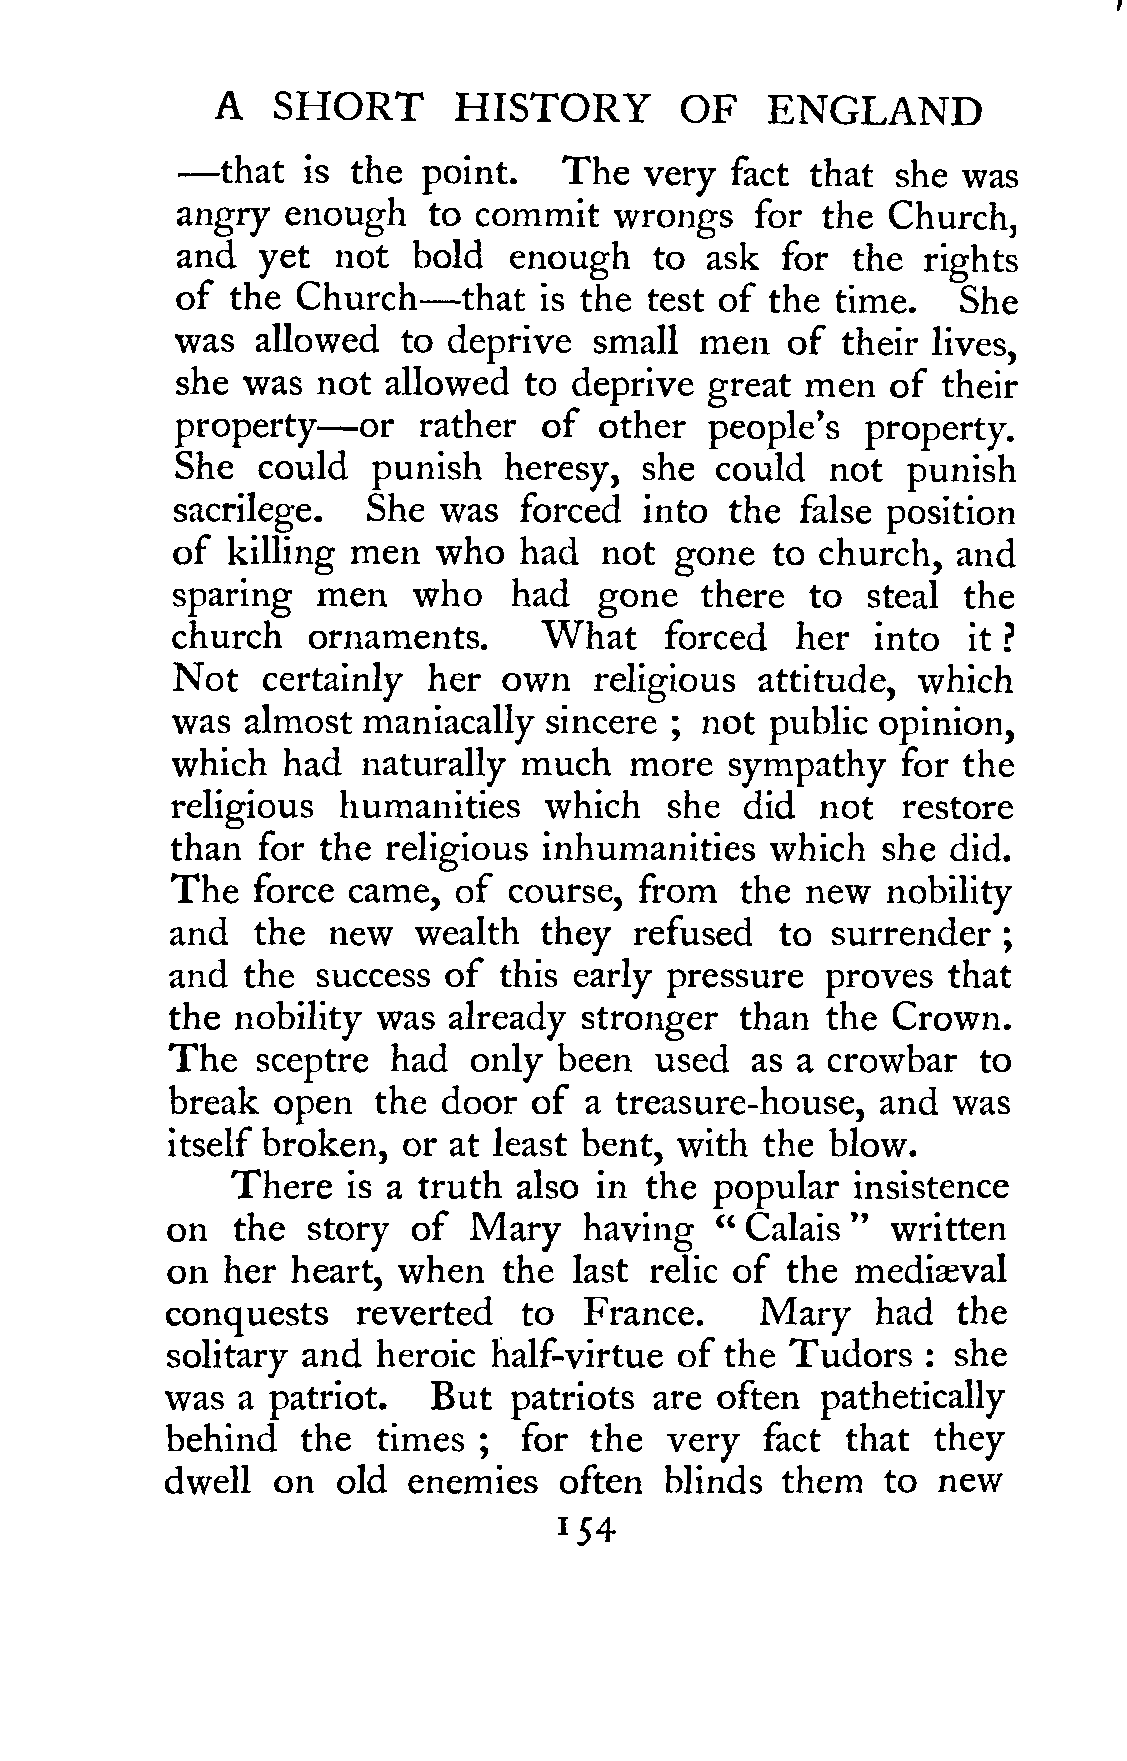 A SHORT HISTORY OF ENGLAND
—that is the point. The very fact that she was
angry enough to commit wrongs for the Church,
and yet not bold enough to ask for the rights
of the Church—that is the test of the time. She
was allowed to deprive small men of their lives,
she was not allowed to deprive great men of their
property—or rather of other people's property.
She could punish heresy, she could not punish
sacrilege. She was forced into the false position
of killing men who had not gone to church, and
sparing men who had gone there to steal the
church ornaments. What forced her into it ?
Not certainly her own religious attitude, which
was almost maniacally sincere ; not public opinion,
which had naturally much more sympathy for the
religious humanities which she did not restore
than for the religious inhumanities which she did.
The force came, of course, from the new nobility
and the new wealth they refused to surrender ;
and the success of this early pressure proves that
the nobility was already stronger than the Crown.
The sceptre had only been used as a crowbar to
break open the door of a treasure-house, and was
itself broken, or at least bent, with the blow.
There is a truth also in the popular insistence
on the story of Mary having “ Calais ” written
on her heart, when the last relic of the mediæval
conquests reverted to France. Mary had the
solitary and heroic half-virtue of the Tudors : she
was a patriot. But patriots are often pathetically
behind the times ; for the very fact that they
dwell on old enemies often blinds them to new
154